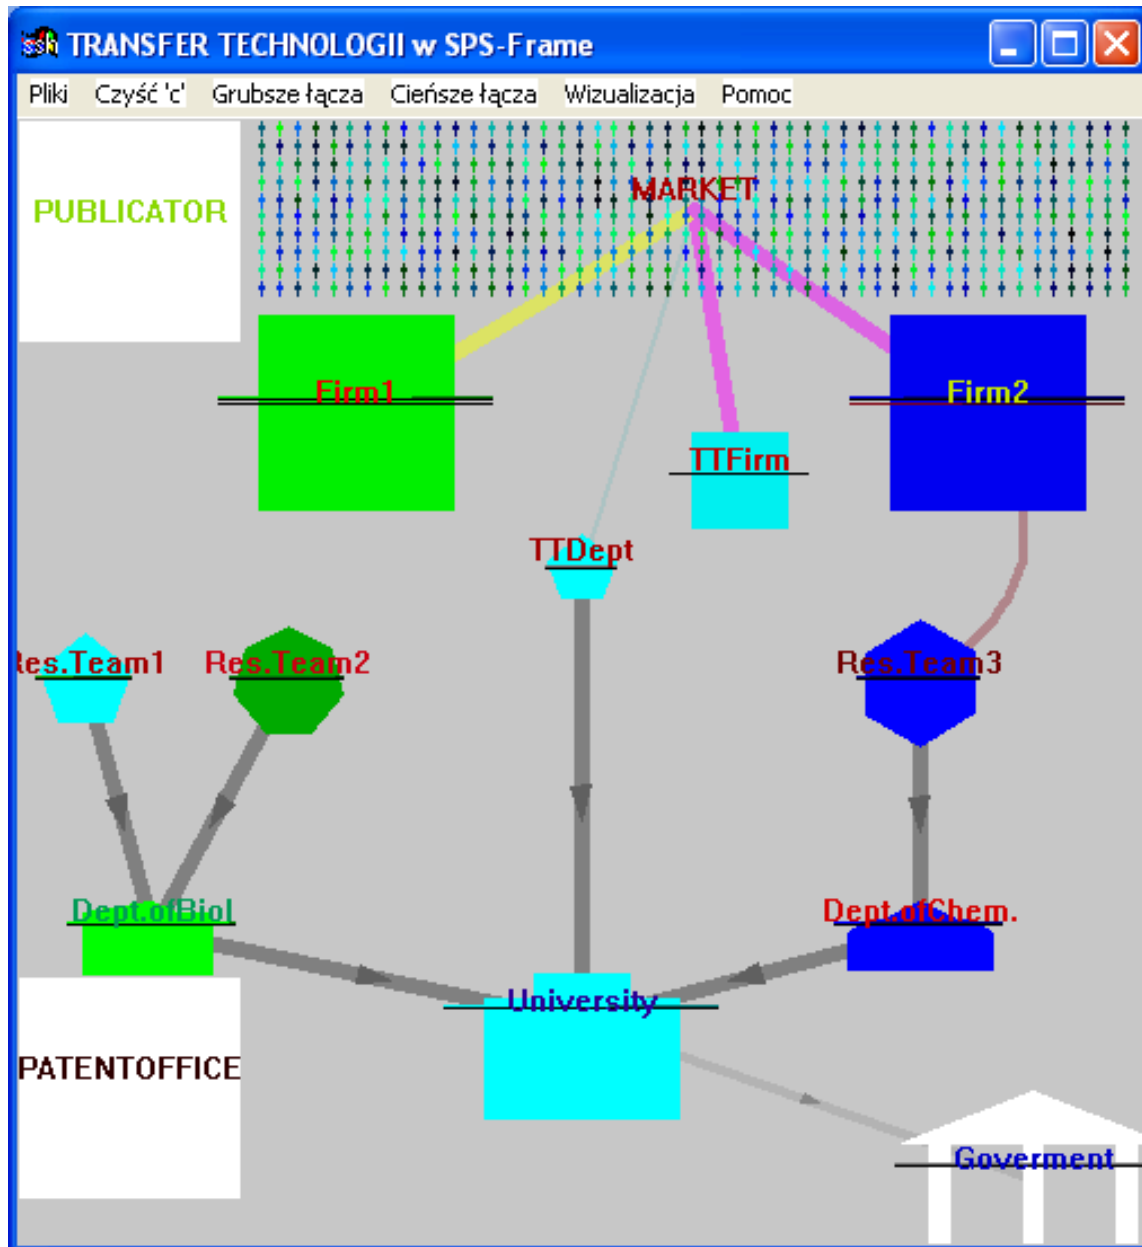 TRANSFER TECHNOLOGII w SPS-Frame
Pliki Czyść 'c' Grubsze łącza Cieńsze łącza Wizualizacja Pomoc
MARKET
PUBLICATOR
Firm1
Firm2
TTFirm
TTDept
Res.Team1
Res.Team2
Res.Team3
Dept.ofBiol
Dept.ofChem.
University
PATENTOFFICE
Goverment